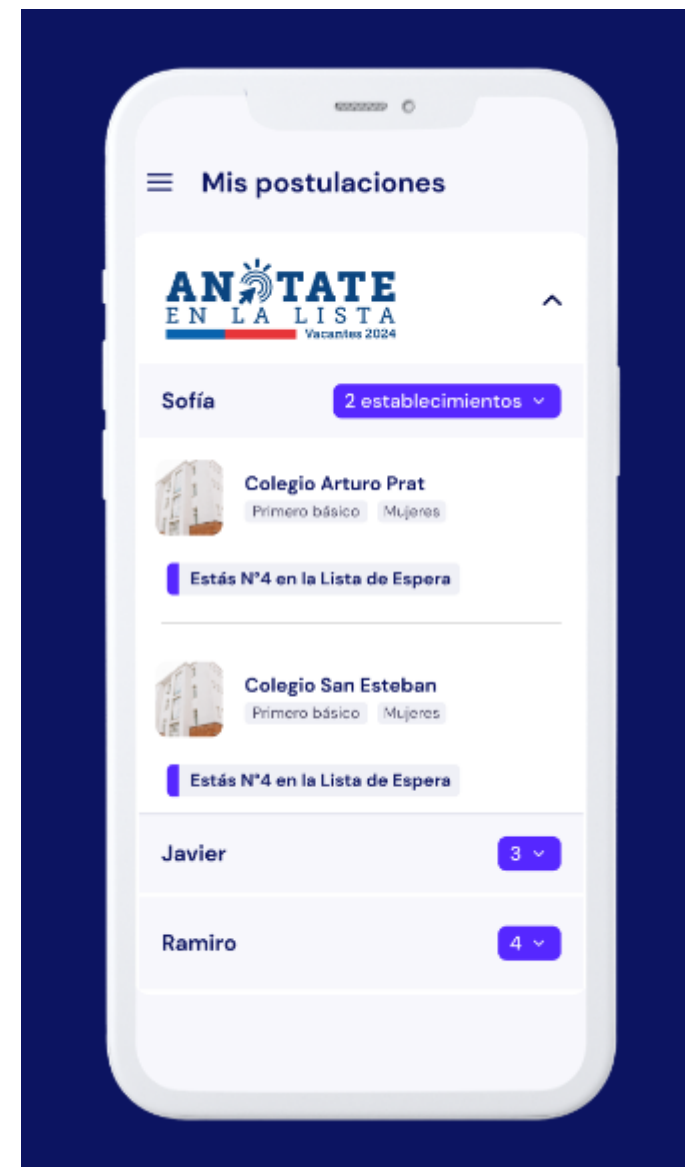 Mis postulaciones
ANÓTATE
EN LA LISTA
Vacantes 2024
Sofía
2 establecimientos
Colegio Arturo Prat
Primero básico Mujeres
Estás N°4 en la Lista de Espera
Colegio San Esteban
Primero básico Mujeres
Estás N°4 en la Lista de Espera
Javier
3
Ramiro
4